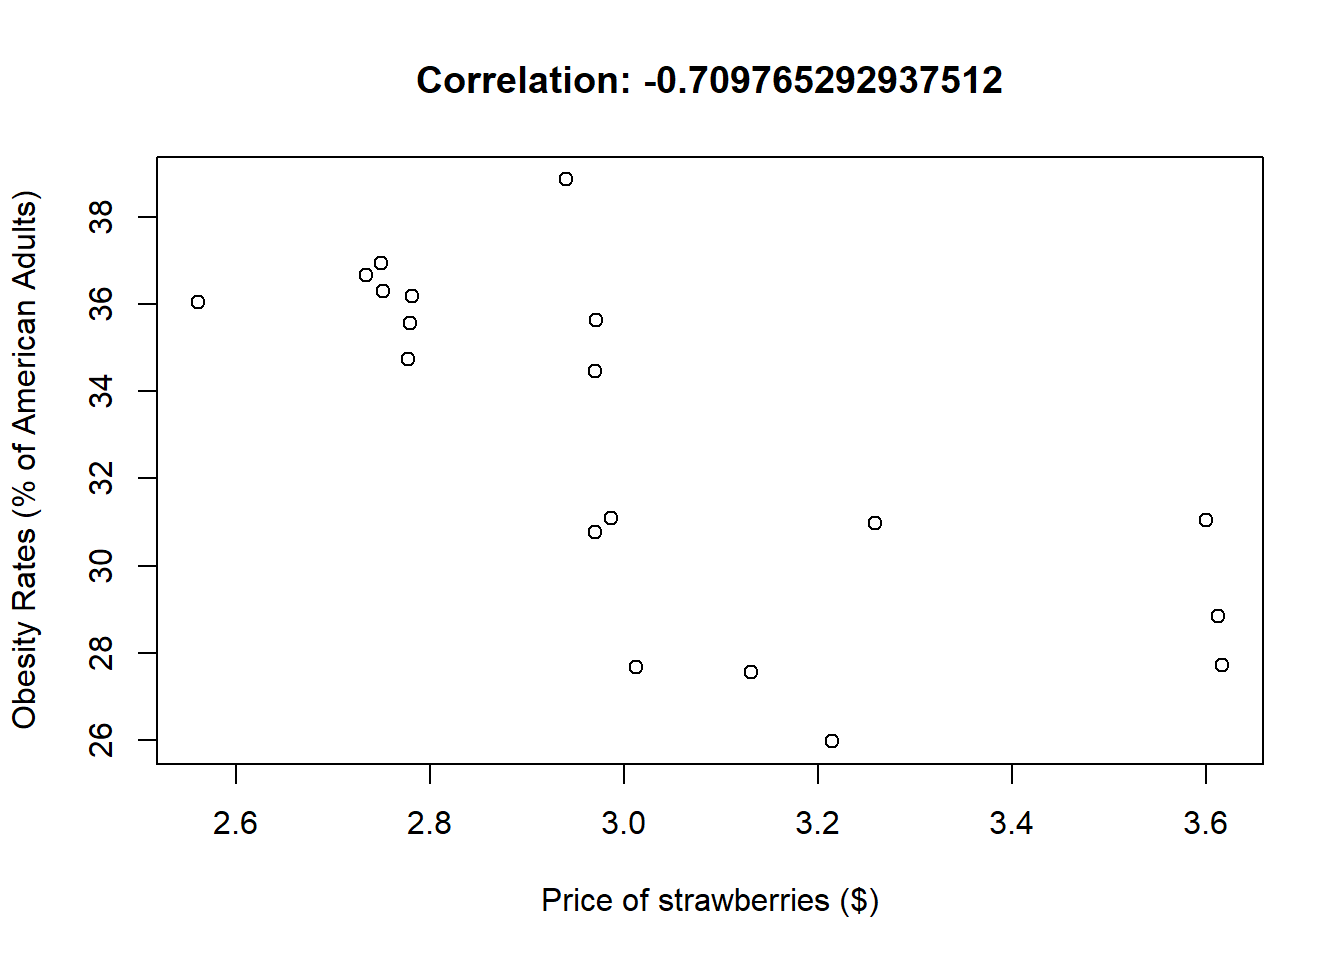 Correlation: -0.709765292937512
Obesity Rates (% of American Adults)
38
36
34
32
30
28
26
2.6 2.8 3.0 3.2 3.4 3.6
Price of strawberries ($)